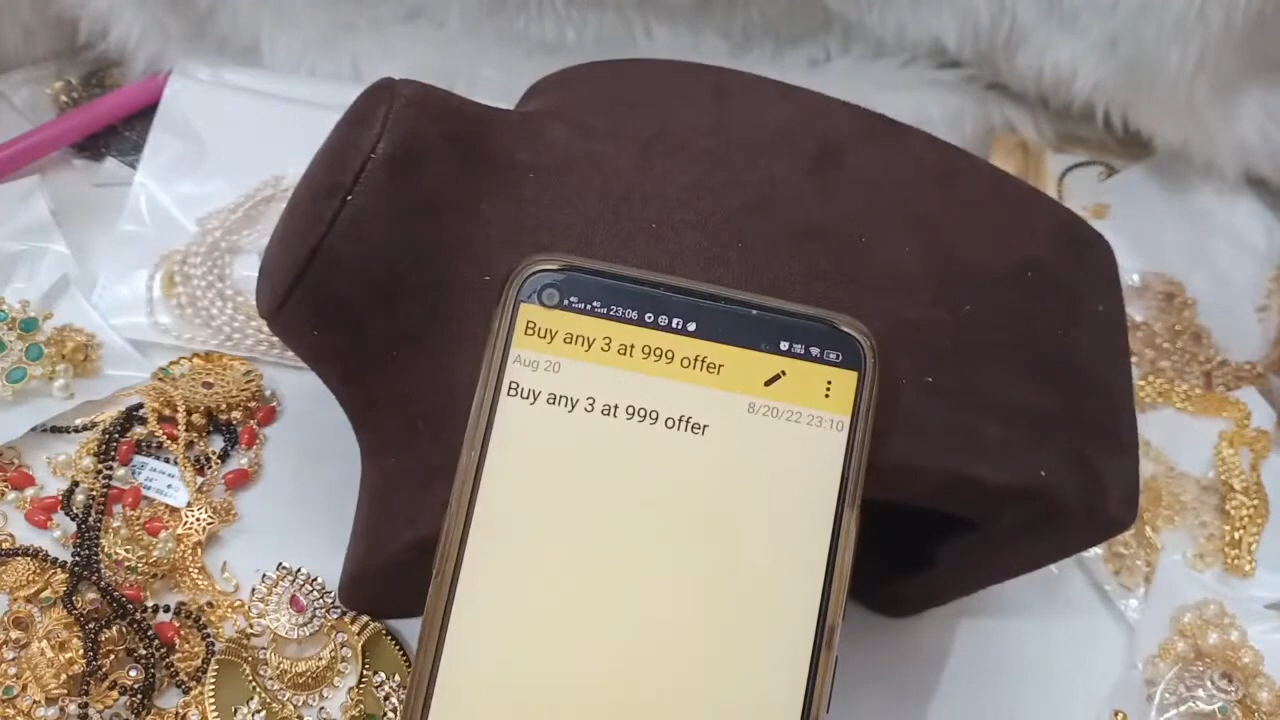 23:06
Buy any 3 at 999 offer
Aug 20
8/20/22 23:10
Buy any 3 at 999 offer